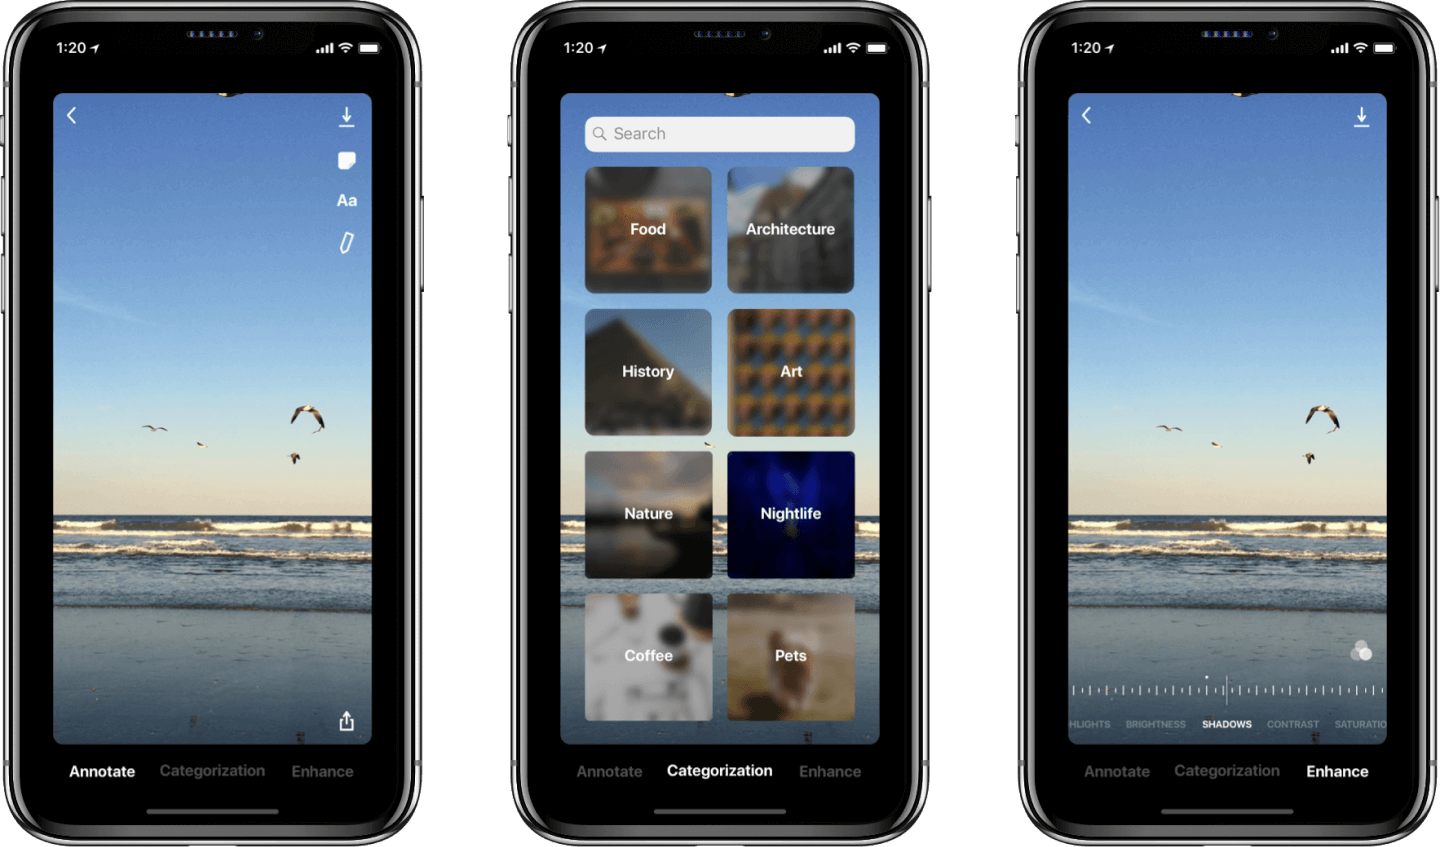 1:20
Aa
Annotate Categorization Enhance
1:20
Search
Food Architecture
History Art
Nature Nightlife
Coffee Pets
Annotate Categorization Enhance
1:20
HLIGHTS BRIGHTNESS SHADOWS CONTRAST SATURATIO
Annotate Categorization Enhance